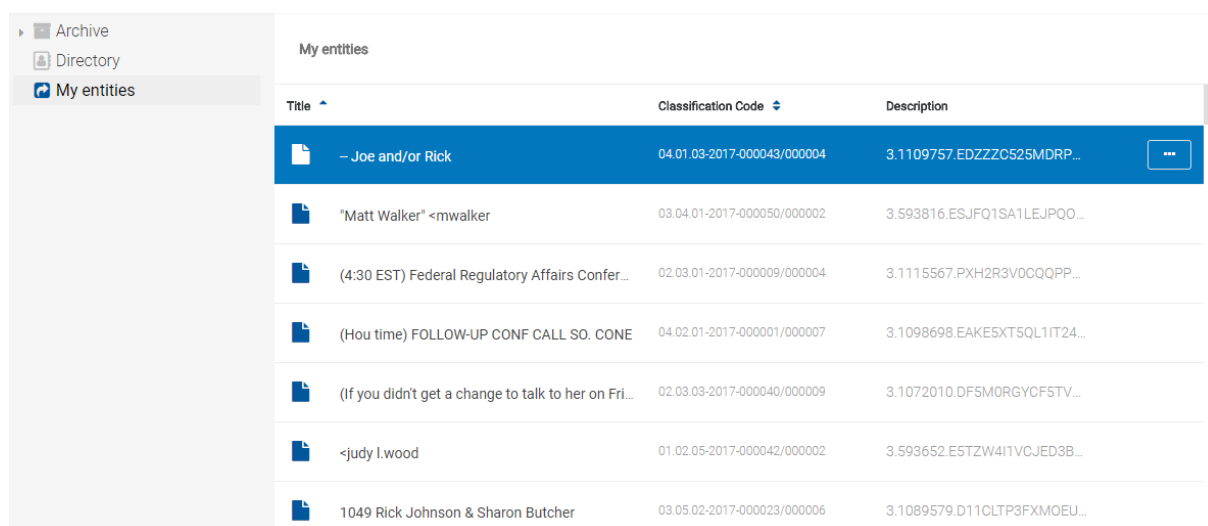 Archive
Directory
My entities
My entities
Title Classification Code Description
-- Joe and/or Rick 04.01.03-2017-000043/000004 3.1109757.EDZZZC525MDRP...
"Matt Walker" <mwalker 03.04.01-2017-000050/000002 3.593816.ESJFQ1SA1LEJPQO...
(4:30 EST) Federal Regulatory Affairs Confer... 02.03.01-2017-000009/000004 3.1115567.PXH2R3V0CQQPP...
(Hou time) FOLLOW-UP CONF CALL SO. CONE 04.02.01-2017-000001/000007 3.1098698.EAKE5XT5QL1IT24...
(If you didn't get a change to talk to her on Fri... 02.03.03-2017-000040/000009 3.1072010.DF5M0RGYCF5TV...
<judy l.wood 01.02.05-2017-000042/000002 3.593652.E5TZW4I1VCJED3B...
1049 Rick Johnson & Sharon Butcher 03.05.02-2017-000023/000006 3.1089579.D11CLTP3FXMOEU...